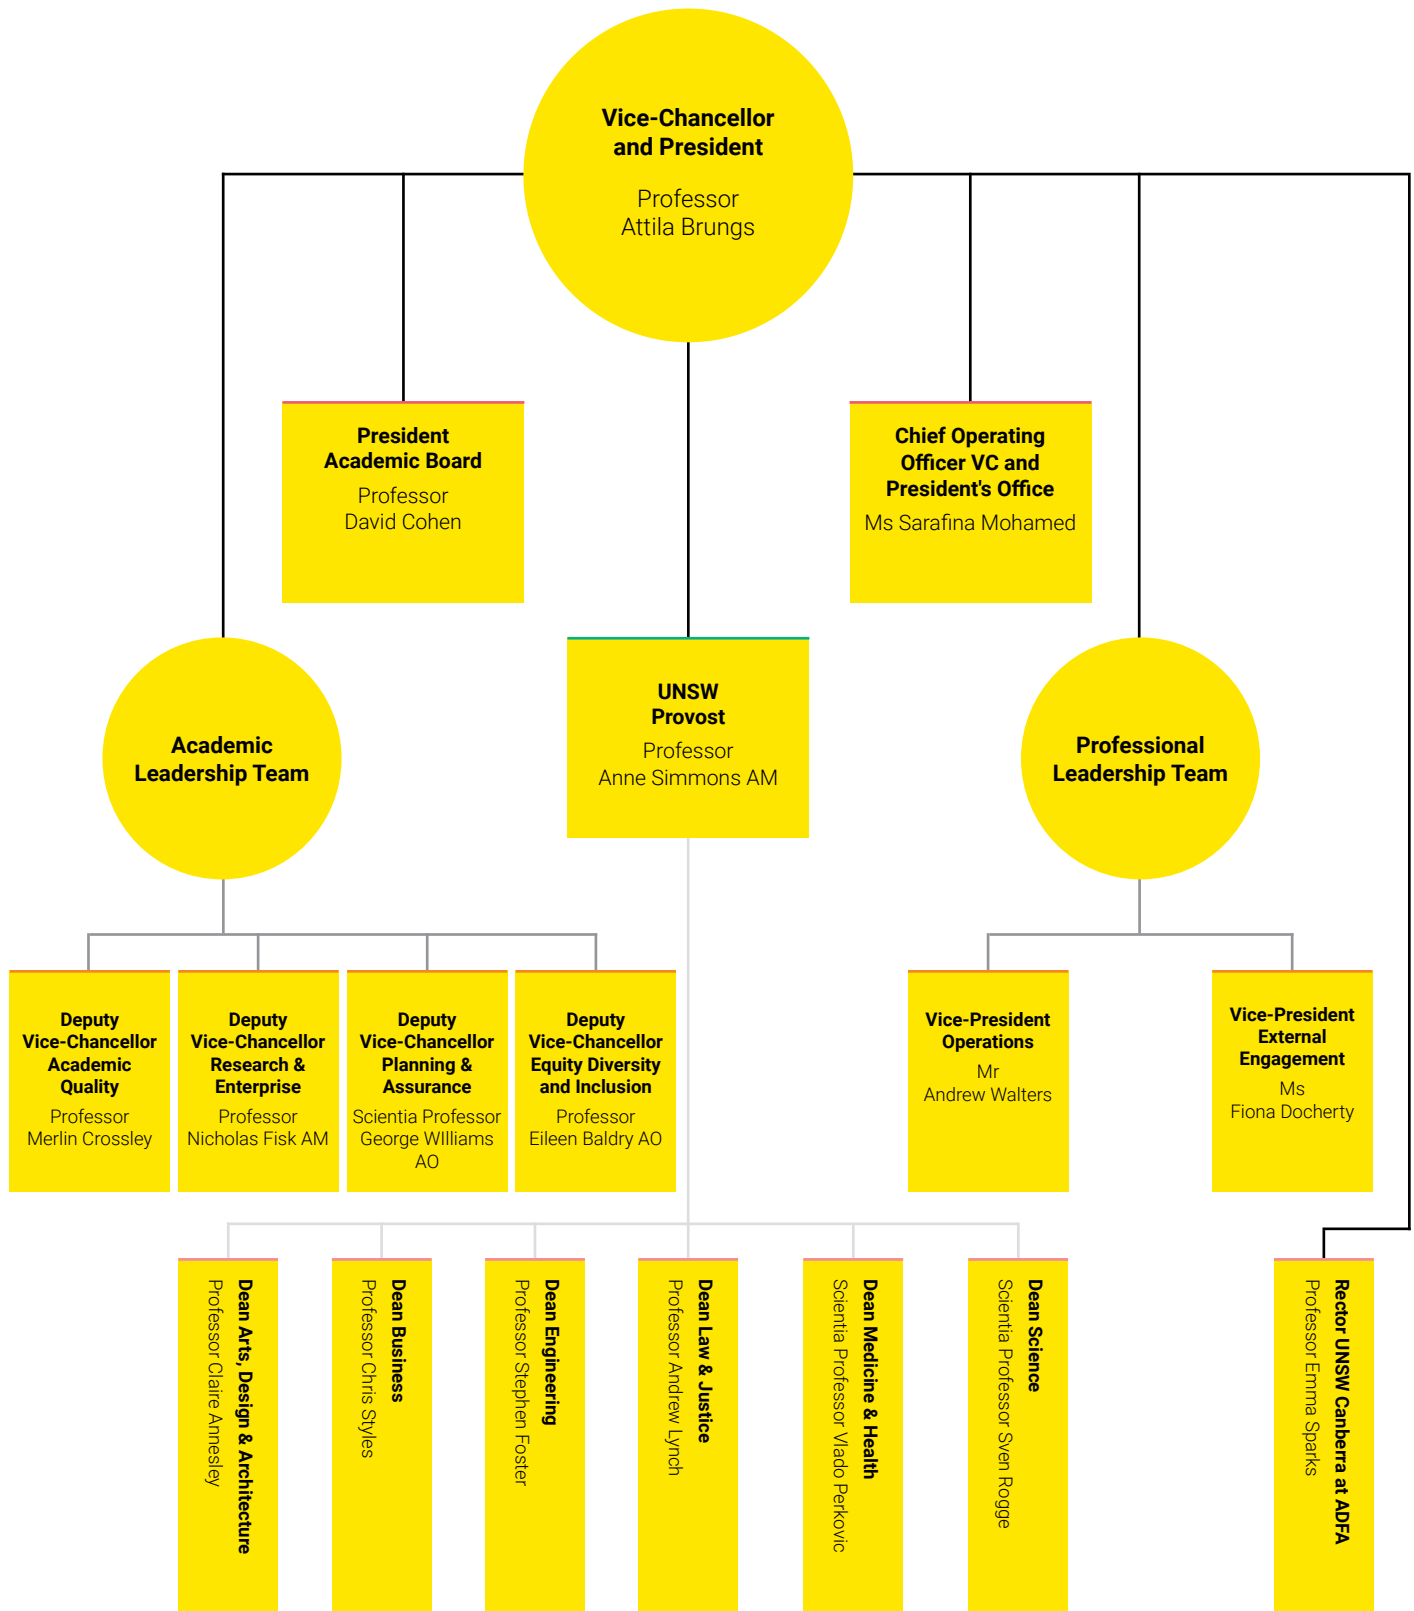 Vice-Chancellor
and President
Professor
Attila Brungs
President
Academic Board
Professor
David Cohen
Chief Operating
Officer VC and
President's Office
Ms Sarafina Mohamed
Academic
Leadership Team
UNSW
Provost
Professor
Anne Simmons AM
Professional
Leadership Team
Deputy
Vice-Chancellor
Academic
Quality
Professor
Merlin Crossley
Deputy
Vice-Chancellor
Research &
Enterprise
Professor
Nicholas Fisk AM
Deputy
Vice-Chancellor
Planning &
Assurance
Scientia Professor
George WIlliams
AO
Deputy
Vice-Chancellor
Equity Diversity
and Inclusion
Professor
Eileen Baldry AO
Vice-President
Operations
Mr
Andrew Walters
Vice-President
External
Engagement
Ms
Fiona Docherty
Dean Arts, Design & Architecture
Professor Claire Annesley
Dean Business
Professor Chris Styles
Dean Engineering
Professor Stephen Foster
Dean Law & Justice
Professor Andrew Lynch
Dean Medicine & Health
Scientia Professor Vlado Perkovic
Dean Science
Scientia Professor Sven Rogge
Rector UNSW Canberra at ADFA
Professor Emma Sparks